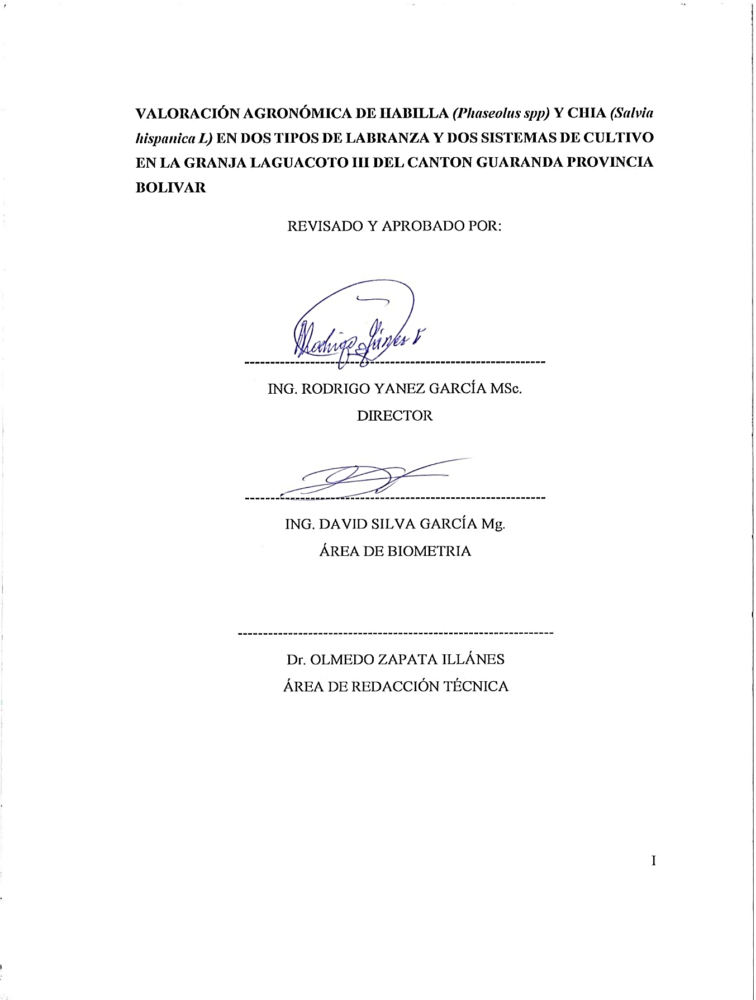 VALORACIÓN AGRONÓMICA DE HABILLA (Phaseolus spp) Y CHIA (Salvia
hispanica L) EN DOS TIPOS DE LABRANZA Y DOS SISTEMAS DE CULTIVO
EN LA GRANJA LAGUACOTO III DEL CANTON GUARANDA PROVINCIA
BOLIVAR
REVISADO Y APROBADO POR:
Rodrigo Yánez
ING. RODRIGO YANEZ GARCÍA MSc.
DIRECTOR
ING. DAVID SILVA GARCÍA Mg.
ÁREA DE BIOMETRIA
Dr. OLMEDO ZAPATA ILLÁNES
ÁREA DE REDACCIÓN TÉCNICA
I